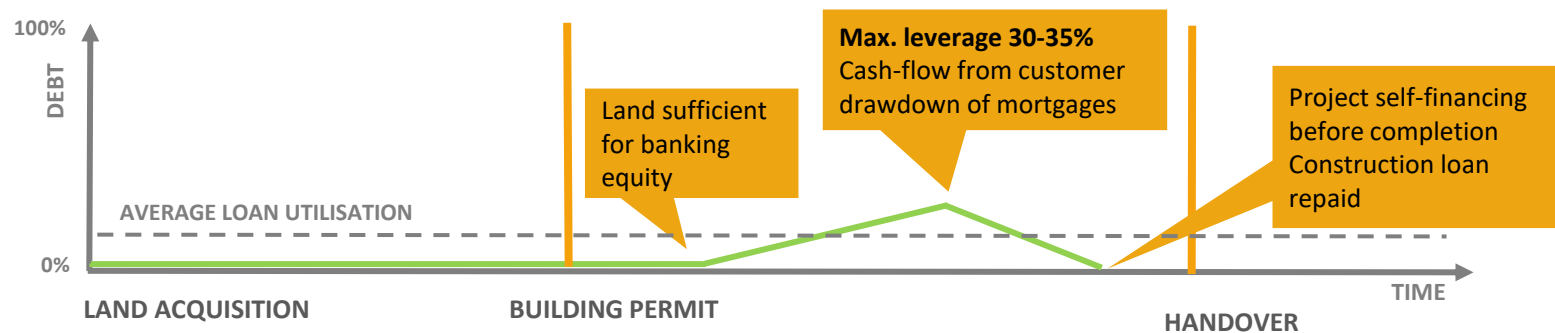 100%
DEBT
0%
AVERAGE LOAN UTILISATION
Land sufficient
for banking
equity
Max. leverage 30-35%
Cash-flow from customer
drawdown of mortgages
Project self-financing
before completion
Construction loan
repaid
TIME
LAND ACQUISITION
BUILDING PERMIT
HANDOVER